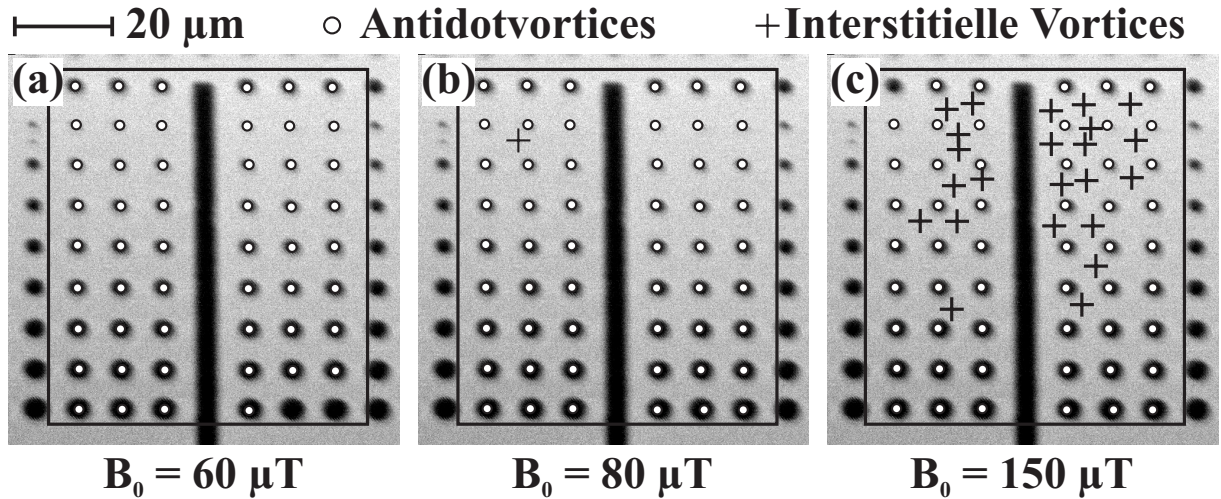 20 µm ○ Antidotvortices + Interstitielle Vortices
(a) (b) (c)
B₀ = 60 µT B₀ = 80 µT B₀ = 150 µT